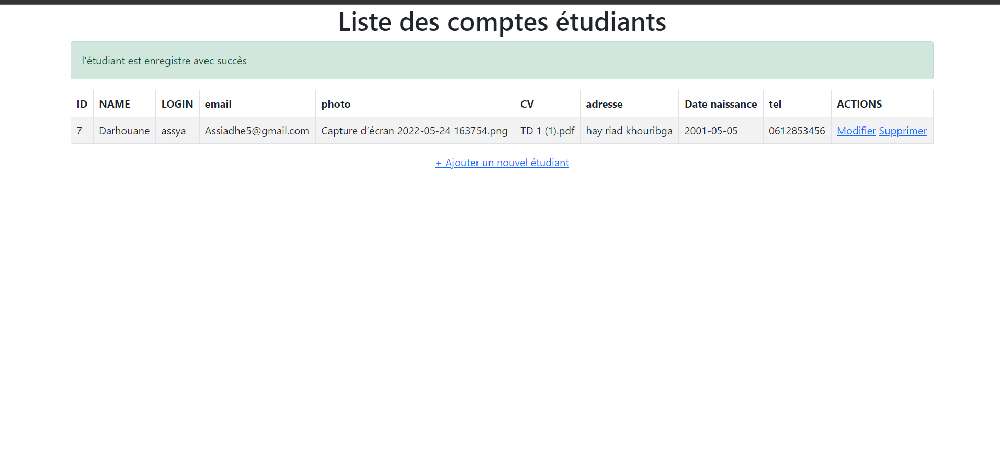 Liste des comptes étudiants
l'étudiant est enregistre avec succès
ID NAME LOGIN email photo CV adresse Date naissance tel ACTIONS
7 Darhouane assya Assiadhe5@gmail.com Capture d’écran 2022-05-24 163754.png TD 1 (1).pdf hay riad khouribga 2001-05-05 0612853456 Modifier Supprimer
+ Ajouter un nouvel étudiant